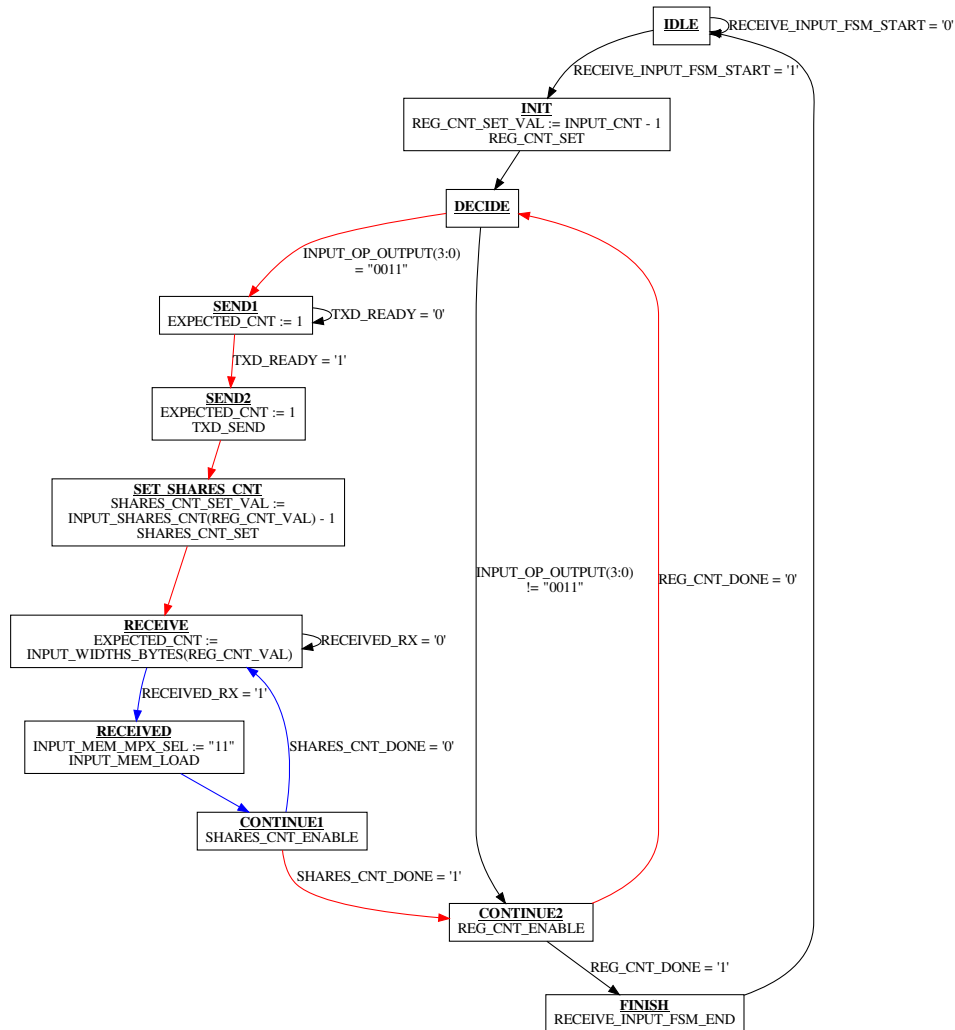 IDLE
RECEIVE_INPUT_FSM_START = '0'
RECEIVE_INPUT_FSM_START = '1'
INIT
REG_CNT_SET_VAL := INPUT_CNT - 1
REG_CNT_SET
DECIDE
INPUT_OP_OUTPUT(3:0)
= "0011"
SEND1
EXPECTED_CNT := 1
TXD_READY = '0'
TXD_READY = '1'
SEND2
EXPECTED_CNT := 1
TXD_SEND
SET_SHARES_CNT
SHARES_CNT_SET_VAL :=
INPUT_SHARES_CNT(REG_CNT_VAL) - 1
SHARES_CNT_SET
INPUT_OP_OUTPUT(3:0)
!= "0011"
REG_CNT_DONE = '0'
RECEIVE
EXPECTED_CNT :=
INPUT_WIDTHS_BYTES(REG_CNT_VAL)
RECEIVED_RX = '0'
RECEIVED_RX = '1'
RECEIVED
INPUT_MEM_MPX_SEL := "11"
INPUT_MEM_LOAD
SHARES_CNT_DONE = '0'
CONTINUE1
SHARES_CNT_ENABLE
SHARES_CNT_DONE = '1'
CONTINUE2
REG_CNT_ENABLE
REG_CNT_DONE = '1'
FINISH
RECEIVE_INPUT_FSM_END